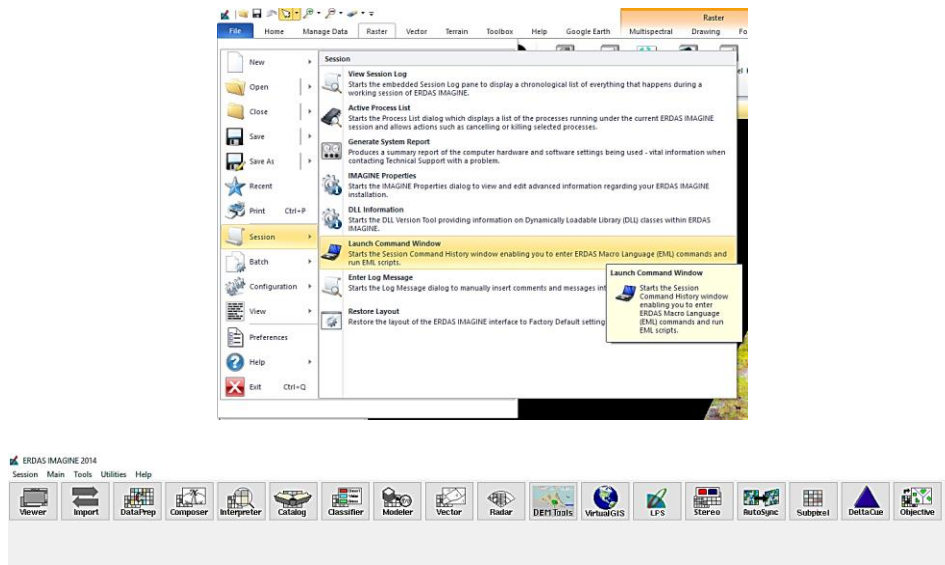 Raster
File Home Manage Data Raster Vector Terrain Toolbox Help Google Earth Multispectral Drawing Fo
New
Open
Close
Save
Save As
Recent
Print Ctrl+P
Session
Batch
Configuration
View
Preferences
Help
Exit Ctrl+Q
Session
View Session Log
Starts the embedded Session Log pane to display a chronological list of everything that happens during a
working session of ERDAS IMAGINE.
Active Process List
Starts the Process List dialog which displays a list of the processes running under the current ERDAS IMAGINE
session and allows actions such as cancelling or killing selected processes.
Generate System Report
Produces a summary report of the computer hardware and software settings being used - vital information when
contacting Technical Support with a problem.
IMAGINE Properties
Starts the IMAGINE Properties dialog to view and edit advanced information regarding your ERDAS IMAGINE
installation.
DLL Information
Starts the DLL Version Tool providing information on Dynamically Loadable Library (DLL) classes within ERDAS
IMAGINE.
Launch Command Window
Starts the Session Command History window enabling you to enter ERDAS Macro Language (EML) commands and
run EML scripts.
Enter Log Message
Starts the Log Message dialog to manually insert comments and messages int
Restore Layout
Restore the layout of the ERDAS IMAGINE interface to Factory Default setting
Launch Command Window
Starts the Session
Command History window
enabling you to enter
ERDAS Macro Language
(EML) commands and run
EML scripts.
ERDAS IMAGINE 2014
Session Main Tools Utilities Help
Viewer Import DataPrep Composer Interpreter Catalog Classifier Modeler Vector Radar DEM Tools VirtualGIS LPS Stereo AutoSync Subpixel DeltaCue Objective